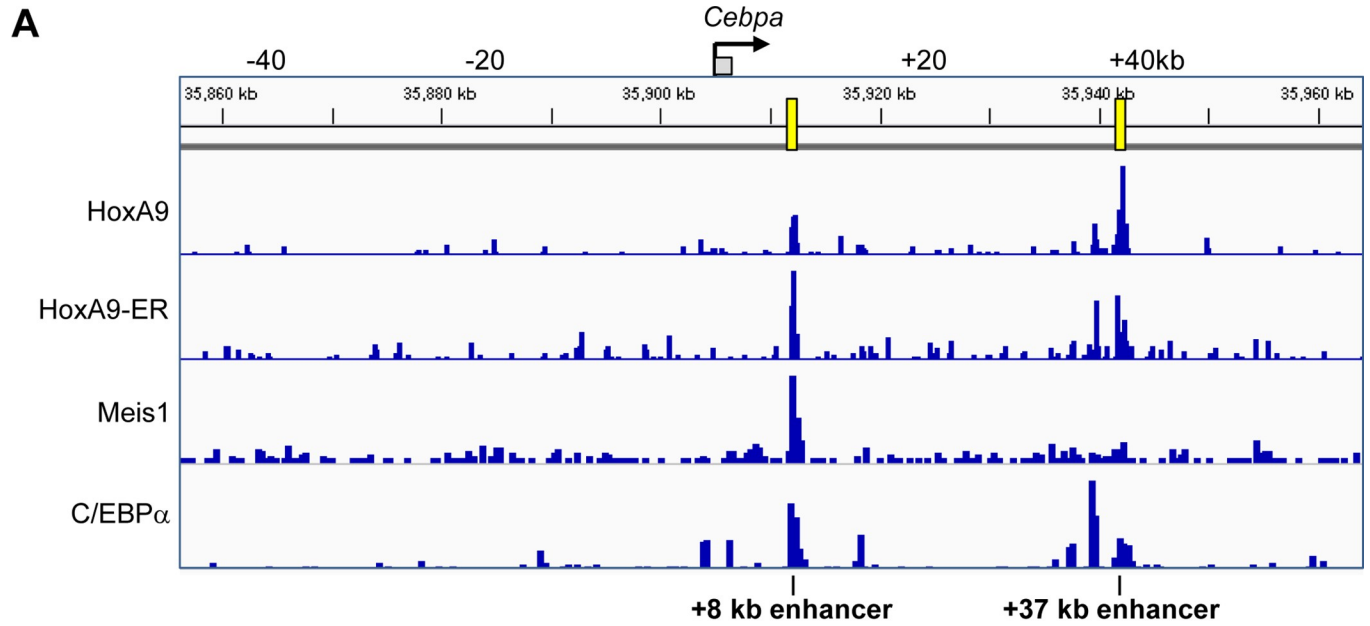 A
Cebpa
-40 -20 +20 +40kb
35,860 kb 35,880 kb 35,900 kb 35,920 kb 35,940 kb 35,960 kb
HoxA9
HoxA9-ER
Meis1
C/EBPα
+8 kb enhancer +37 kb enhancer